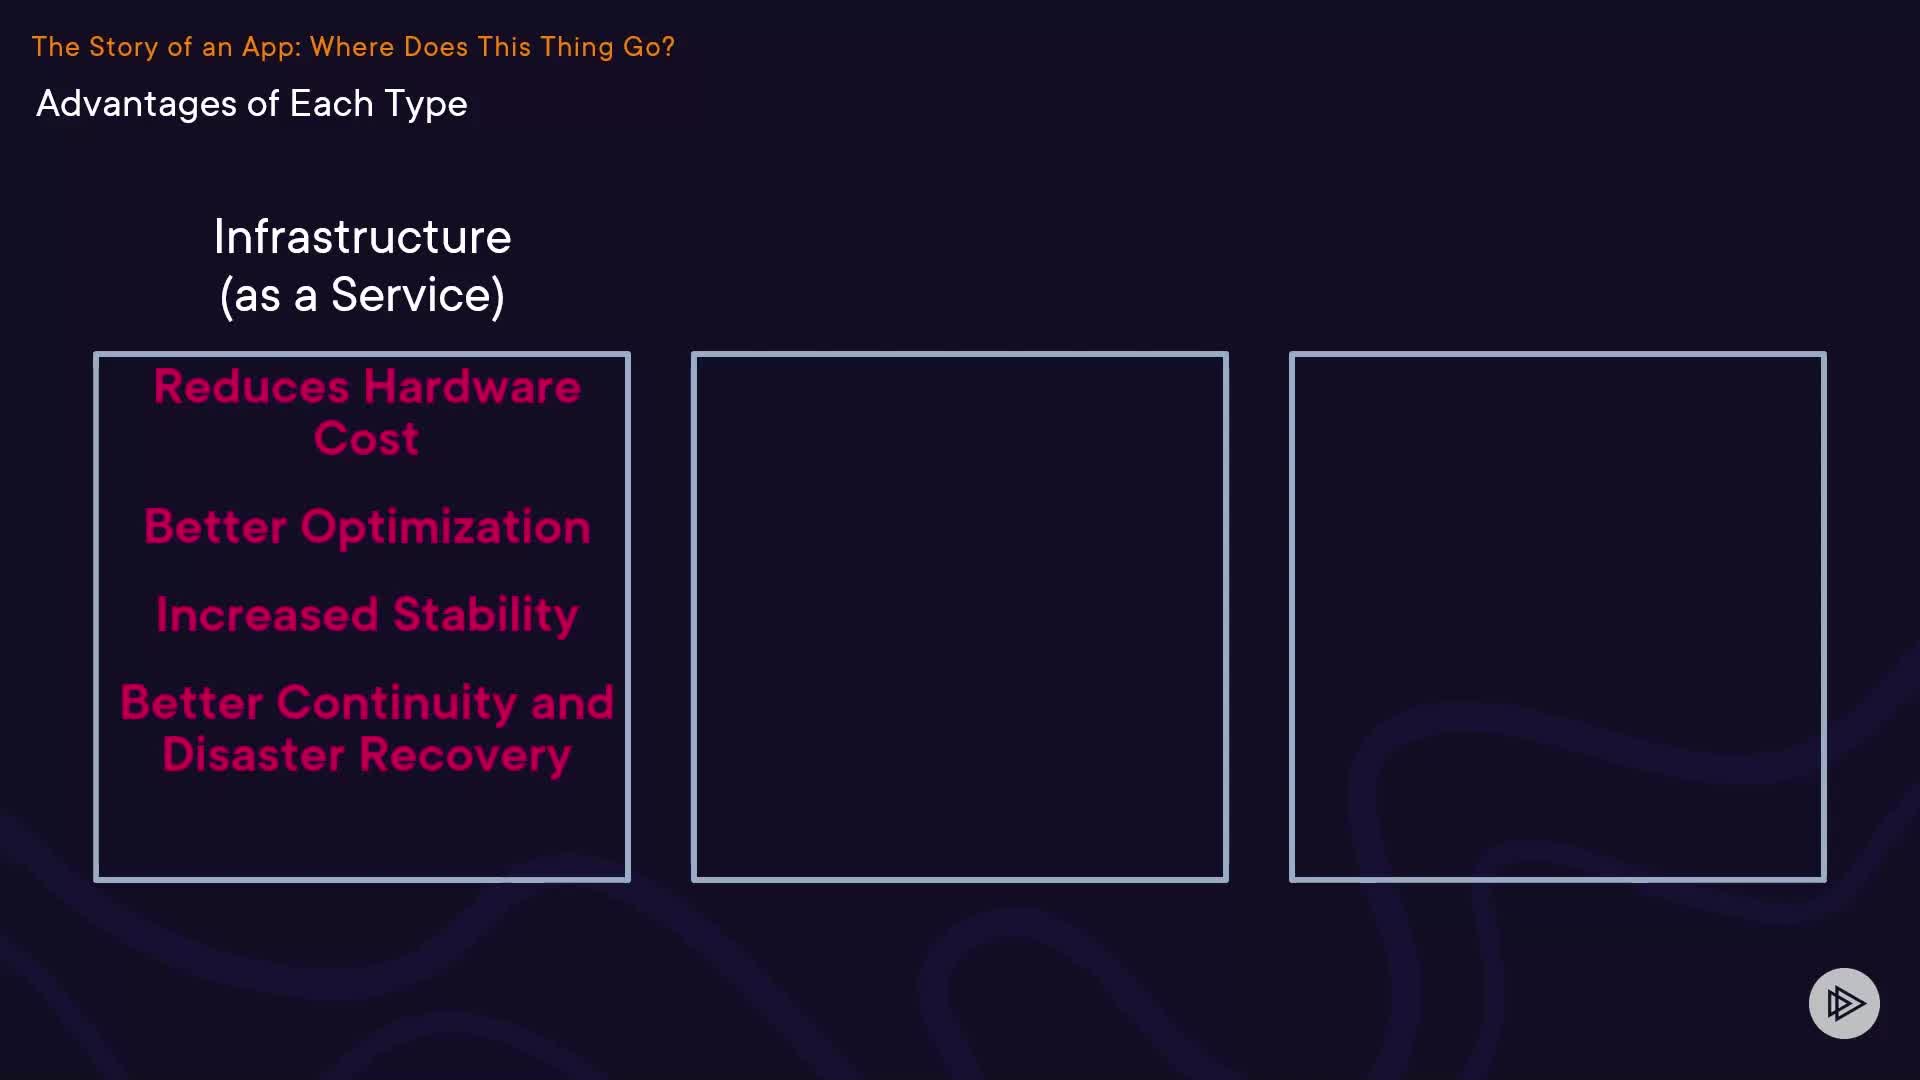 The Story of an App: Where Does This Thing Go?
Advantages of Each Type
Infrastructure
(as a Service)
Reduces Hardware
Cost
Better Optimization
Increased Stability
Better Continuity and
Disaster Recovery